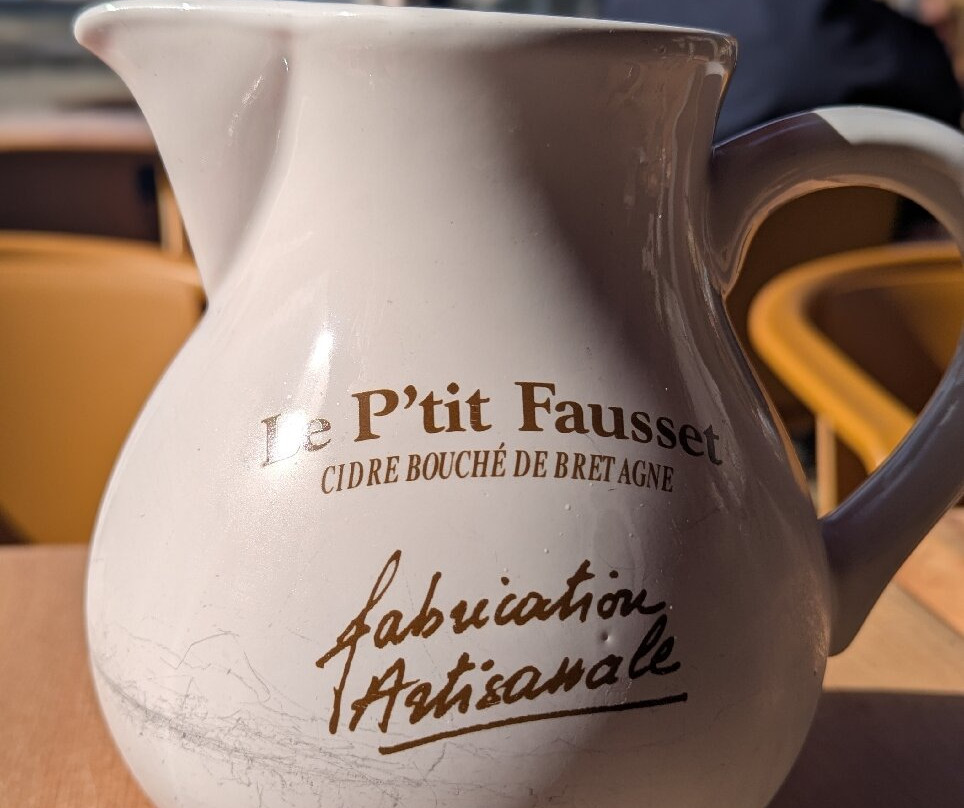 Le P'tit Fausset
CIDRE BOUCHÉ DE BRETAGNE
fabrication
Artisanale